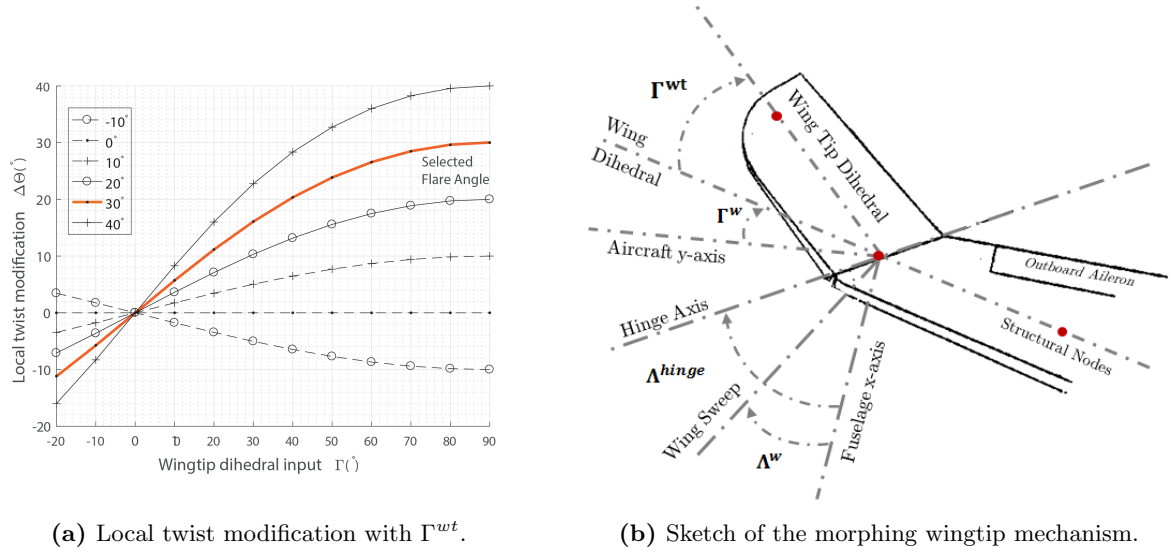 40
30
20
10
0
-10
-20
-20
-10
0
10
20
30
40
50
60
70
80
90
-10°
0°
10°
20°
30°
40°
Selected
Flare Angle
Local twist modification ΔΘ(°)
Wingtip dihedral input Γ(°)
(a) Local twist modification with Γ^{wt}.
Γ^{wt}
Wing
Dihedral
Wing Tip Dihedral
Γ^{w}
Aircraft y-axis
Outboard Aileron
Hinge Axis
Structural Nodes
Λ^{hinge}
Wing Sweep
Fuselage x-axis
Λ^{w}
(b) Sketch of the morphing wingtip mechanism.